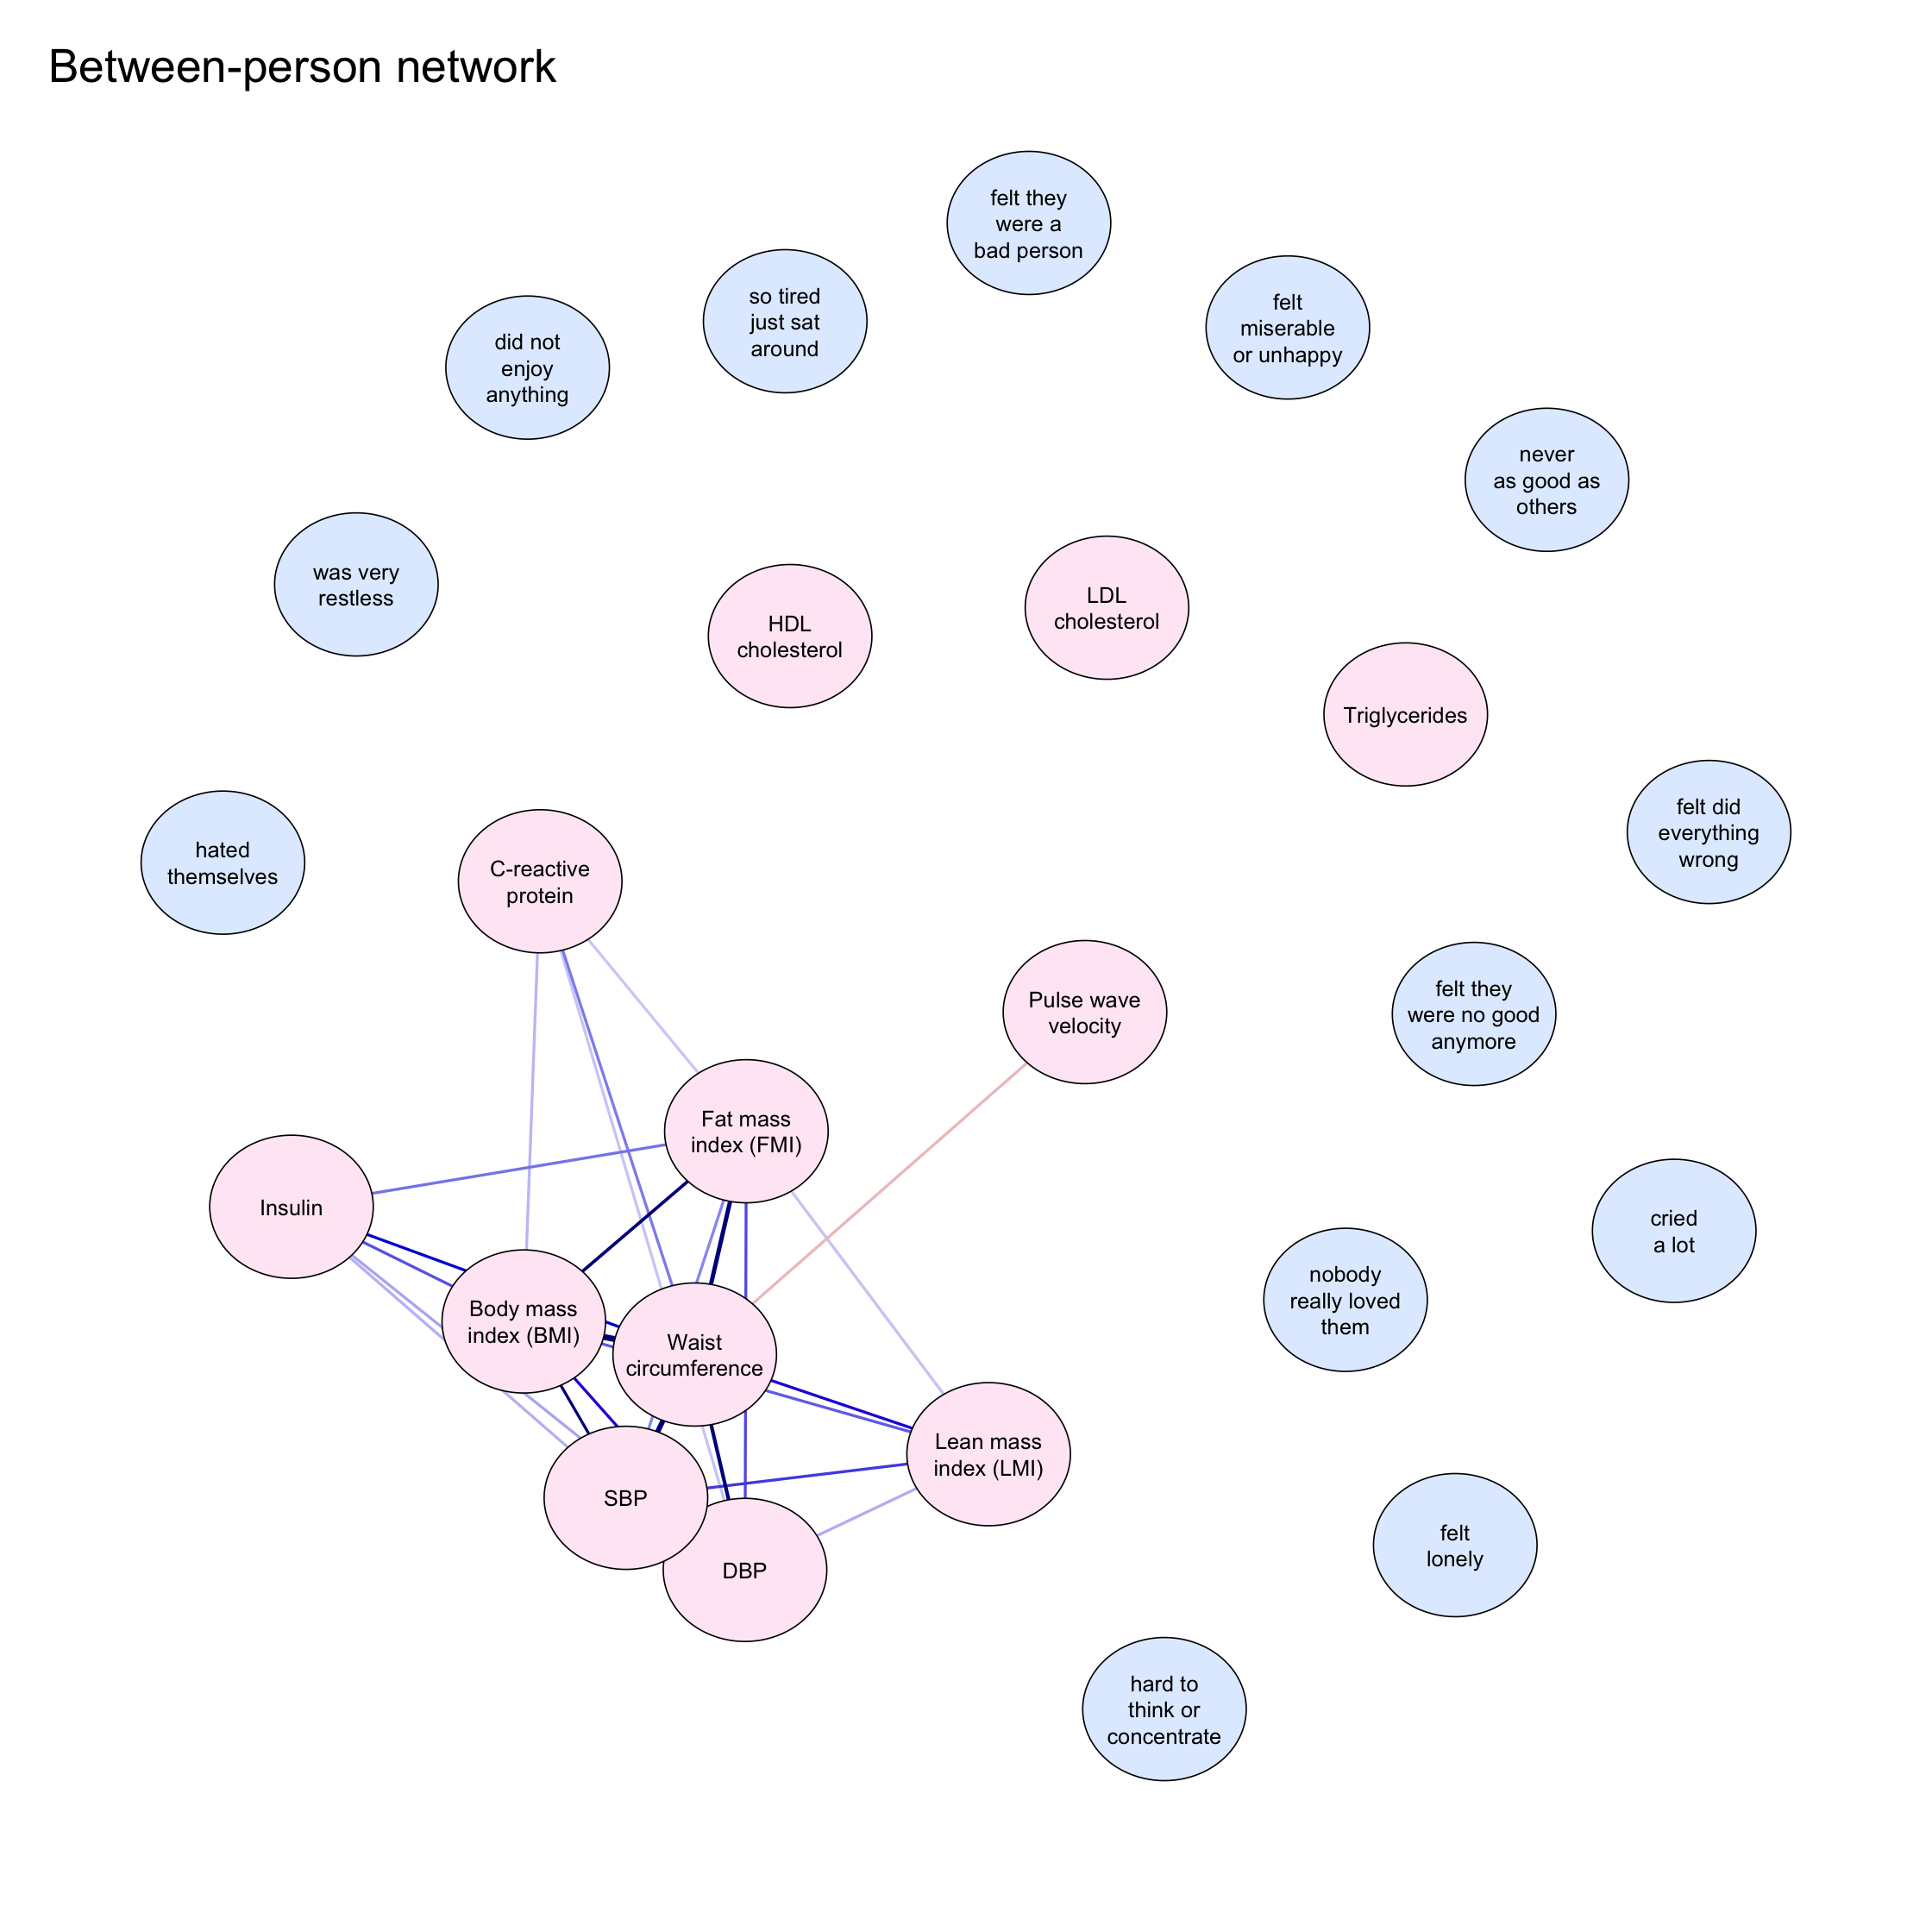 Between-person network
felt they
were a
bad person
so tired
just sat
around
felt
miserable
or unhappy
did not
enjoy
anything
never
as good as
others
was very
restless
HDL
cholesterol
LDL
cholesterol
Triglycerides
felt did
everything
wrong
hated
themselves
C-reactive
protein
Pulse wave
velocity
felt they
were no good
anymore
Fat mass
index (FMI)
Insulin
cried
a lot
nobody
really loved
them
Body mass
index (BMI)
Waist
circumference
Lean mass
index (LMI)
SBP
DBP
felt
lonely
hard to
think or
concentrate